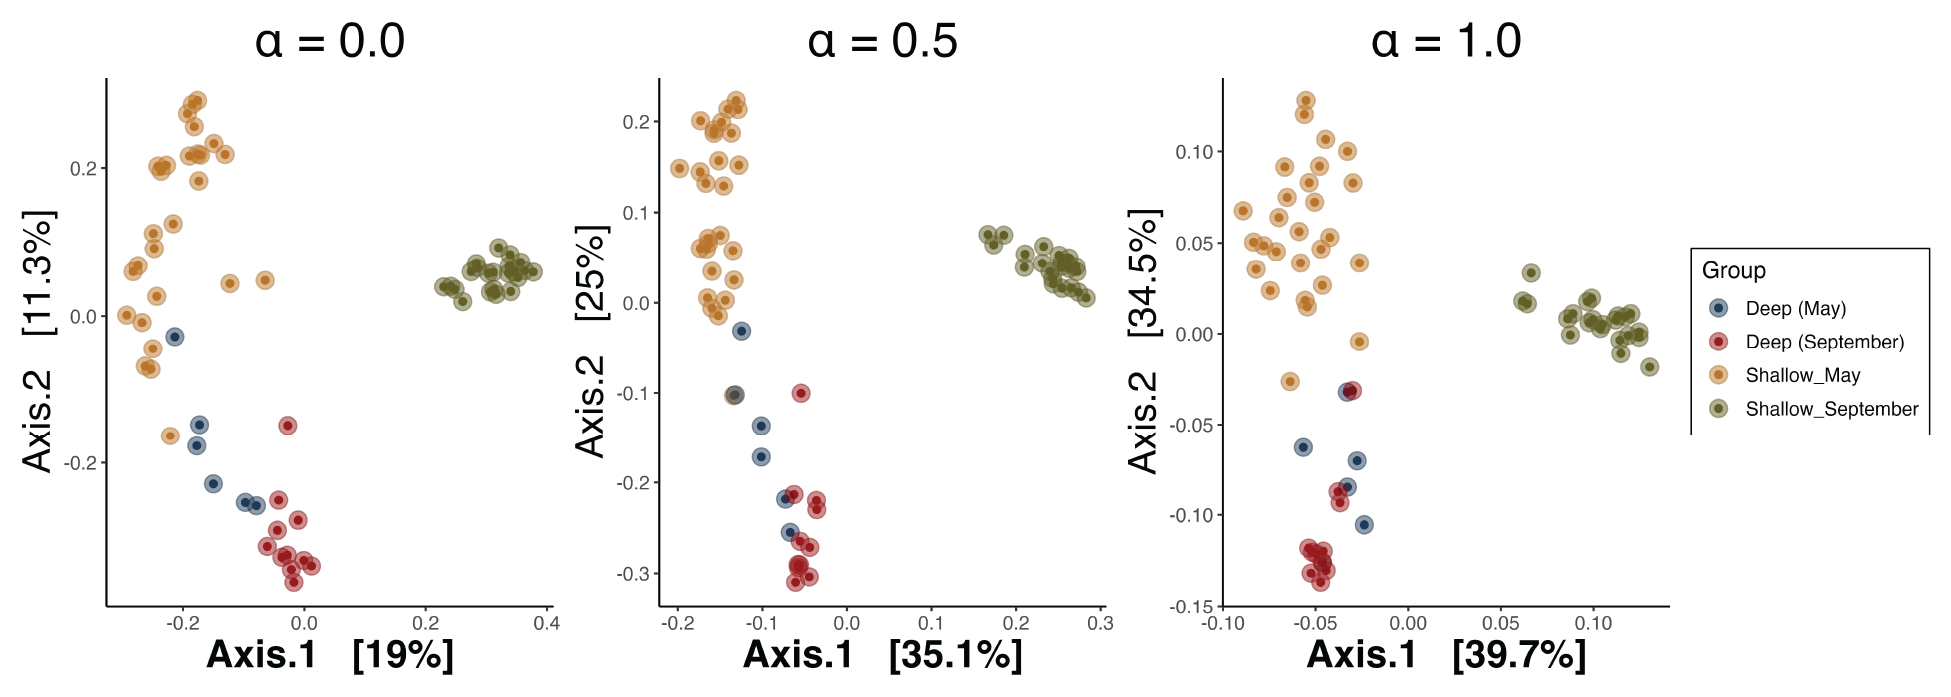 α = 0.0
α = 0.5
α = 1.0
0.2
0.0
-0.2
Axis.2 [11.3%]
-0.2
0.0
0.2
0.4
Axis.1 [19%]
0.2
0.1
0.0
-0.1
-0.2
-0.3
Axis.2 [25%]
-0.2
-0.1
0.0
0.1
0.2
0.3
Axis.1 [35.1%]
0.10
0.05
0.00
-0.05
-0.10
-0.15
Axis.2 [34.5%]
-0.10
-0.05
0.00
0.05
0.10
Axis.1 [39.7%]
Group
Deep (May)
Deep (September)
Shallow_May
Shallow_September